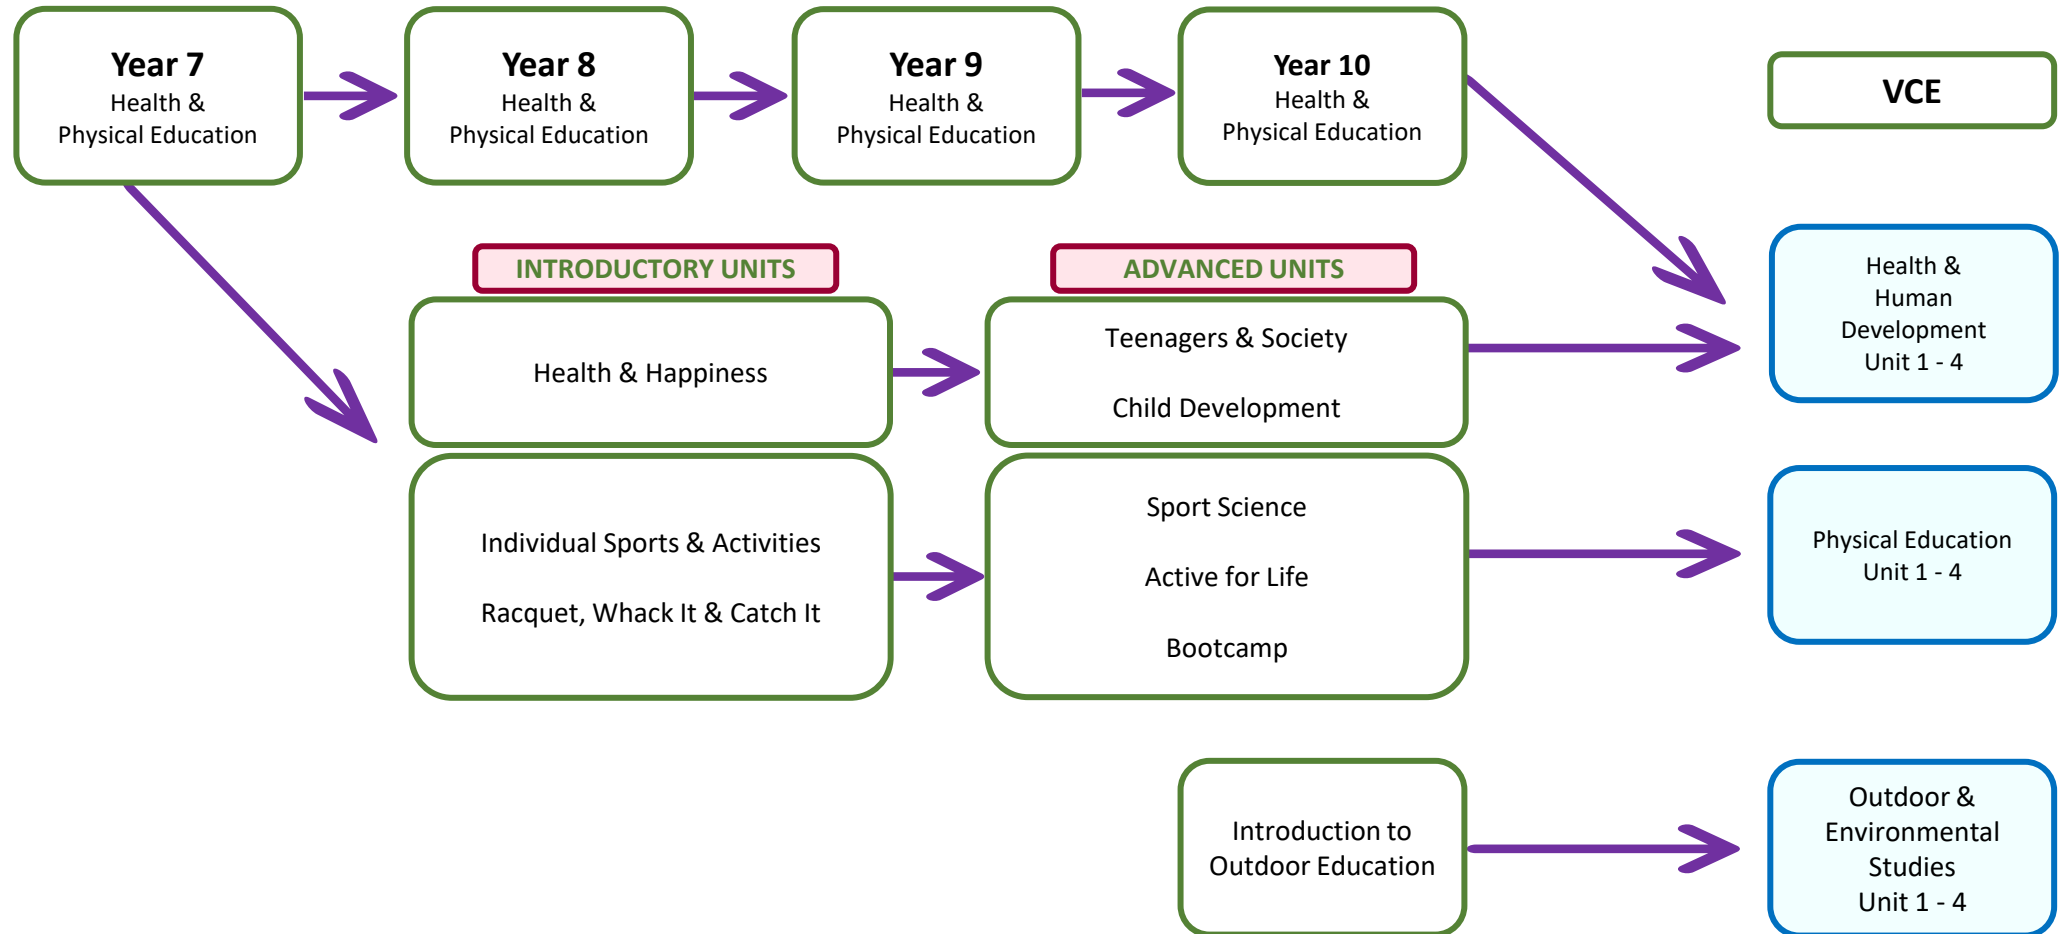 Year 7
Health &
Physical Education
Year 8
Health &
Physical Education
Year 9
Health &
Physical Education
Year 10
Health &
Physical Education
VCE
INTRODUCTORY UNITS
ADVANCED UNITS
Health & Happiness
Teenagers & Society
Child Development
Health &
Human
Development
Unit 1 - 4
Individual Sports & Activities
Racquet, Whack It & Catch It
Sport Science
Active for Life
Bootcamp
Physical Education
Unit 1 - 4
Introduction to
Outdoor Education
Outdoor &
Environmental
Studies
Unit 1 - 4